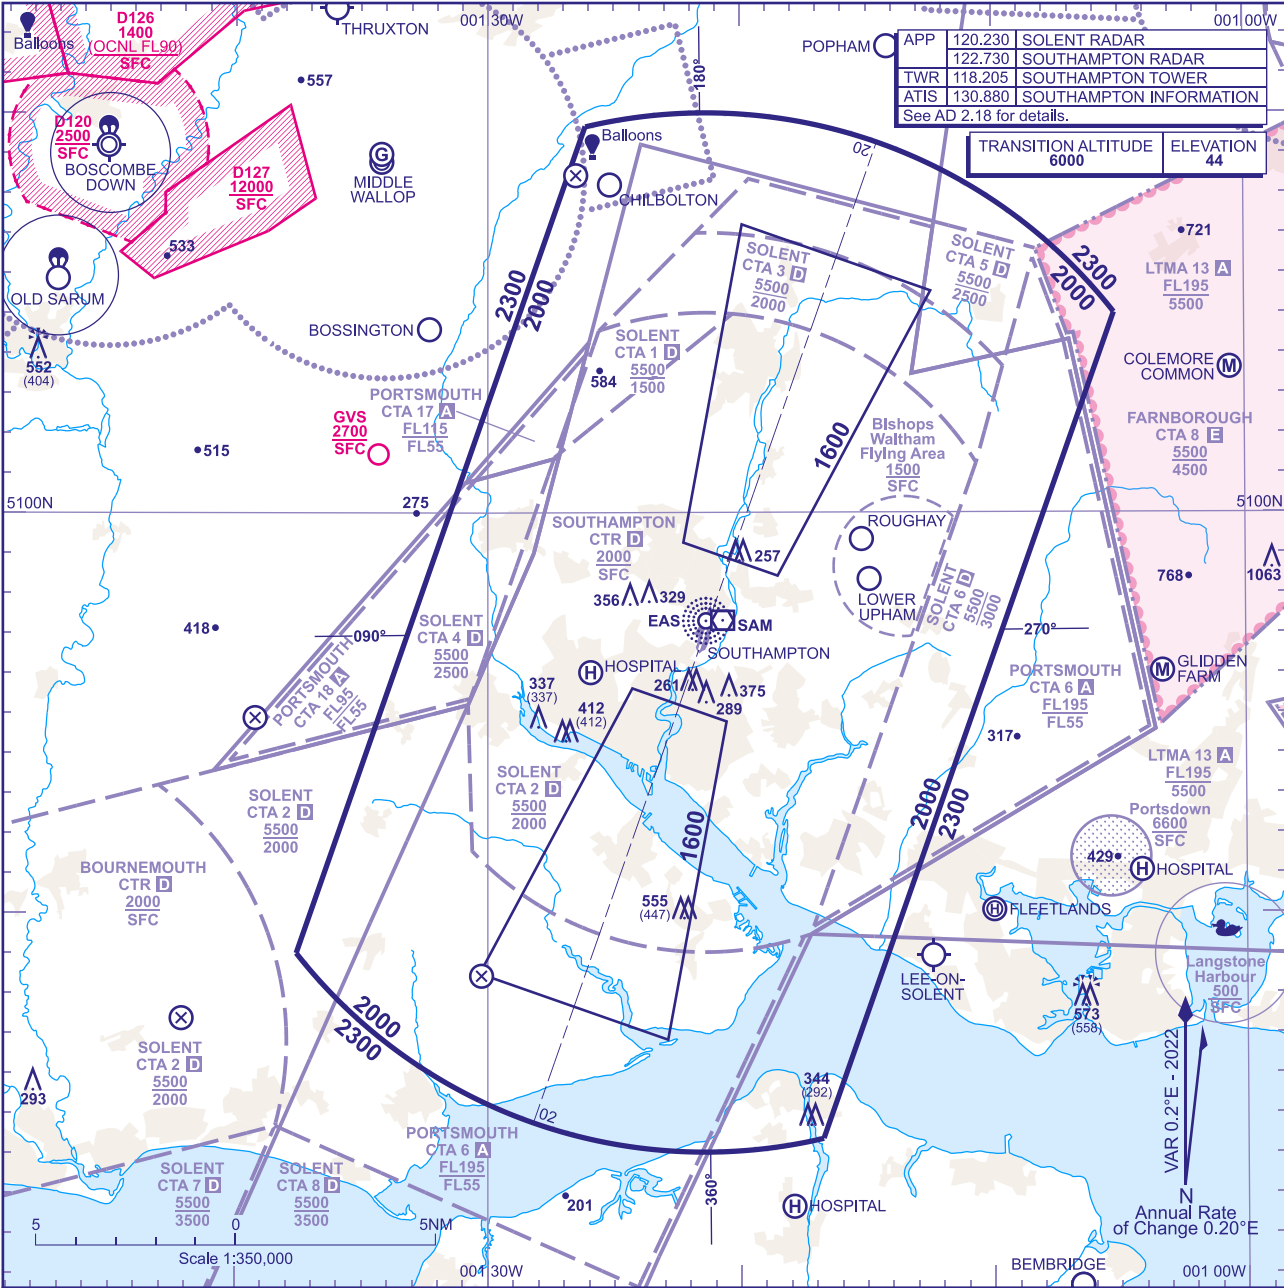 001 30W
001 00W
D126
1400
(OCNL FL90)
SFC
Balloons
THRUXTON
POPHAM
APP 120.230 SOLENT RADAR
122.730 SOUTHAMPTON RADAR
TWR 118.205 SOUTHAMPTON TOWER
ATIS 130.880 SOUTHAMPTON INFORMATION
See AD 2.18 for details.
TRANSITION ALTITUDE
6000
ELEVATION
44
180°
557
D120
2500
SFC
BOSCOMBE
DOWN
D127
12000
SFC
G
MIDDLE
WALLOP
Balloons
CHILBOLTON
20
533
OLD SARUM
552
(404)
BOSSINGTON
2300
2000
SOLENT
CTA 3 D
5500
2000
SOLENT
CTA 5 D
5500
2500
2300
2000
721
LTMA 13 A
FL195
5500
COLEMORE
COMMON
M
SOLENT
CTA 1 D
5500
1500
584
PORTSMOUTH
CTA 17 A
FL115
FL55
GVS
2700
SFC
515
275
1600
Bishops
Waltham
Flying Area
1500
SFC
FARNBOROUGH
CTA 8 E
5500
4500
5100N
5100N
SOUTHAMPTON
CTR D
2000
SFC
257
ROUGHAY
LOWER
UPHAM
SOLENT
CTA 6 D
5500
3000
768
1063
356
329
EAS
SAM
SOUTHAMPTON
418
090°
270°
SOLENT
CTA 4 D
5500
2500
PORTSMOUTH
CTA 18 A
FL95
FL55
H
HOSPITAL
261
375
289
337
(337)
412
(412)
PORTSMOUTH
CTA 6 A
FL195
FL55
M
GLIDDEN
FARM
317
SOLENT
CTA 2 D
5500
2000
SOLENT
CTA 2 D
5500
2000
1600
2000
2300
LTMA 13 A
FL195
5500
Portsdown
6600
SFC
429
H
HOSPITAL
BOURNEMOUTH
CTR D
2000
SFC
555
(447)
H
FLEETLANDS
LEE-ON-
SOLENT
Langstone
Harbour
500
SFC
573
(558)
2000
2300
SOLENT
CTA 2 D
5500
2000
293
344
(292)
02
PORTSMOUTH
CTA 6 A
FL195
FL55
360°
201
H
HOSPITAL
SOLENT
CTA 7 D
5500
3500
SOLENT
CTA 8 D
5500
3500
5 0 5NM
Scale 1:350,000
VAR 0.2°E - 2022
N
Annual Rate
of Change 0.20°E
BEMBRIDGE
001 30W
001 00W